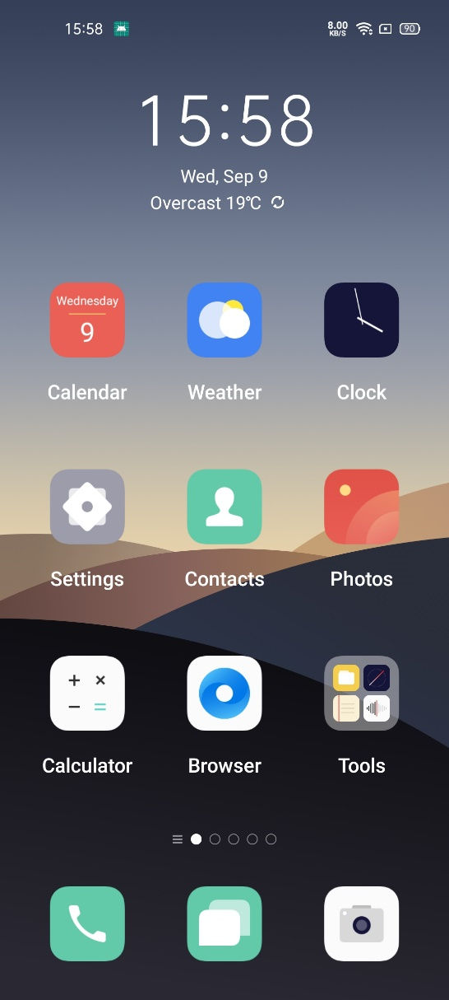 15:58
8.00
KB/S
90
15:58
Wed, Sep 9
Overcast 19℃
Wednesday
9
Calendar
Weather
Clock
Settings
Contacts
Photos
+ ×
− =
Calculator
Browser
Tools